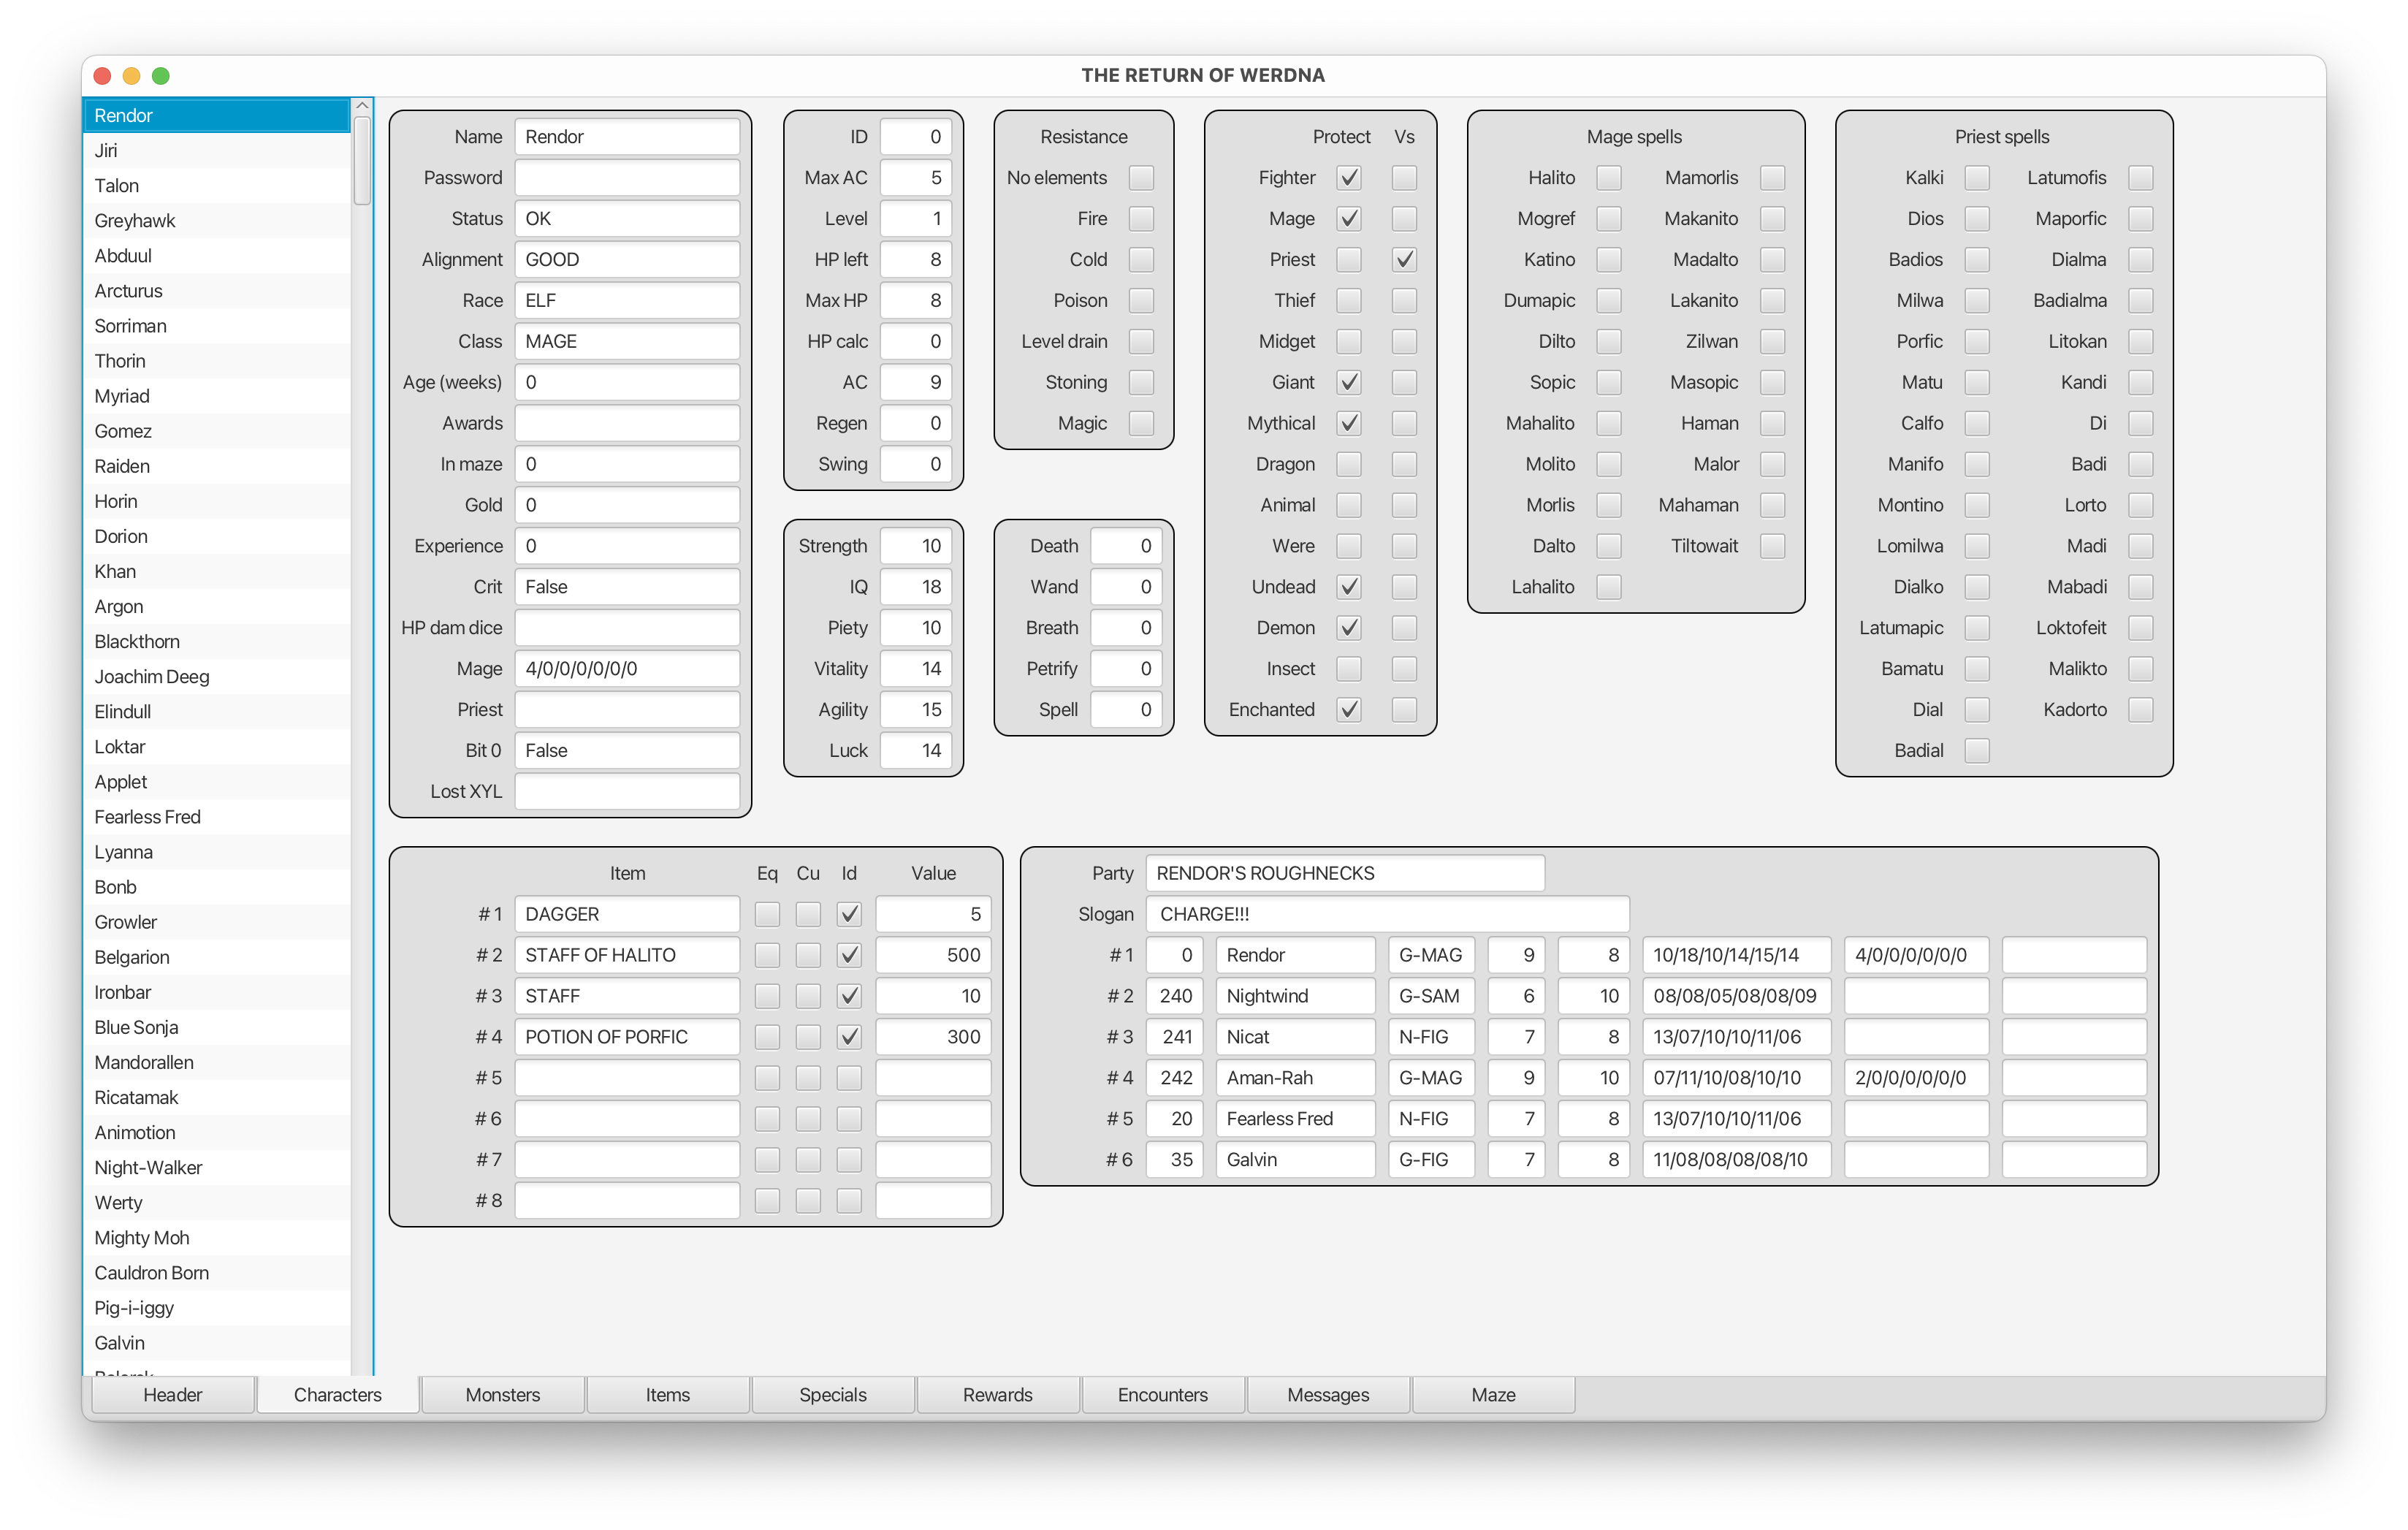 THE RETURN OF WERDNA
Rendor
Jiri
Talon
Greyhawk
Abduul
Arcturus
Sorriman
Thorin
Myriad
Gomez
Raiden
Horin
Dorion
Khan
Argon
Blackthorn
Joachim Deeg
Elindull
Loktar
Applet
Fearless Fred
Lyanna
Bonb
Growler
Belgarion
Ironbar
Blue Sonja
Mandorallen
Ricatamak
Animotion
Night-Walker
Werty
Mighty Moh
Cauldron Born
Pig-i-iggy
Galvin
Name Rendor
Password
Status OK
Alignment GOOD
Race ELF
Class MAGE
Age (weeks) 0
Awards
In maze 0
Gold 0
Experience 0
Crit False
HP dam dice
Mage 4/0/0/0/0/0/0
Priest
Bit 0 False
Lost XYL
ID 0
Max AC 5
Level 1
HP left 8
Max HP 8
HP calc 0
AC 9
Regen 0
Swing 0
Strength 10
IQ 18
Piety 10
Vitality 14
Agility 15
Luck 14
Resistance
No elements
Fire
Cold
Poison
Level drain
Stoning
Magic
Death 0
Wand 0
Breath 0
Petrify 0
Spell 0
Protect Vs
Fighter
Mage
Priest
Thief
Midget
Giant
Mythical
Dragon
Animal
Were
Undead
Demon
Insect
Enchanted
Mage spells
Halito Mamorlis
Mogref Makanito
Katino Madalto
Dumapic Lakanito
Dilto Zilwan
Sopic Masopic
Mahalito Haman
Molito Malor
Morlis Mahaman
Dalto Tiltowait
Lahalito
Priest spells
Kalki Latumofis
Dios Maporfic
Badios Dialma
Milwa Badialma
Porfic Litokan
Matu Kandi
Calfo Di
Manifo Badi
Montino Lorto
Lomilwa Madi
Dialko Mabadi
Latumapic Loktofeit
Bamatu Malikto
Dial Kadorto
Badial
Item Eq Cu Id Value
# 1 DAGGER 5
# 2 STAFF OF HALITO 500
# 3 STAFF 10
# 4 POTION OF PORFIC 300
# 5
# 6
# 7
# 8
Party RENDOR'S ROUGHNECKS
Slogan CHARGE!!!
# 1 0 Rendor G-MAG 9 8 10/18/10/14/15/14 4/0/0/0/0/0/0
# 2 240 Nightwind G-SAM 6 10 08/08/05/08/08/09
# 3 241 Nicat N-FIG 7 8 13/07/10/10/11/06
# 4 242 Aman-Rah G-MAG 9 10 07/11/10/08/10/10 2/0/0/0/0/0/0
# 5 20 Fearless Fred N-FIG 7 8 13/07/10/10/11/06
# 6 35 Galvin G-FIG 7 8 11/08/08/08/08/10
Header Characters Monsters Items Specials Rewards Encounters Messages Maze